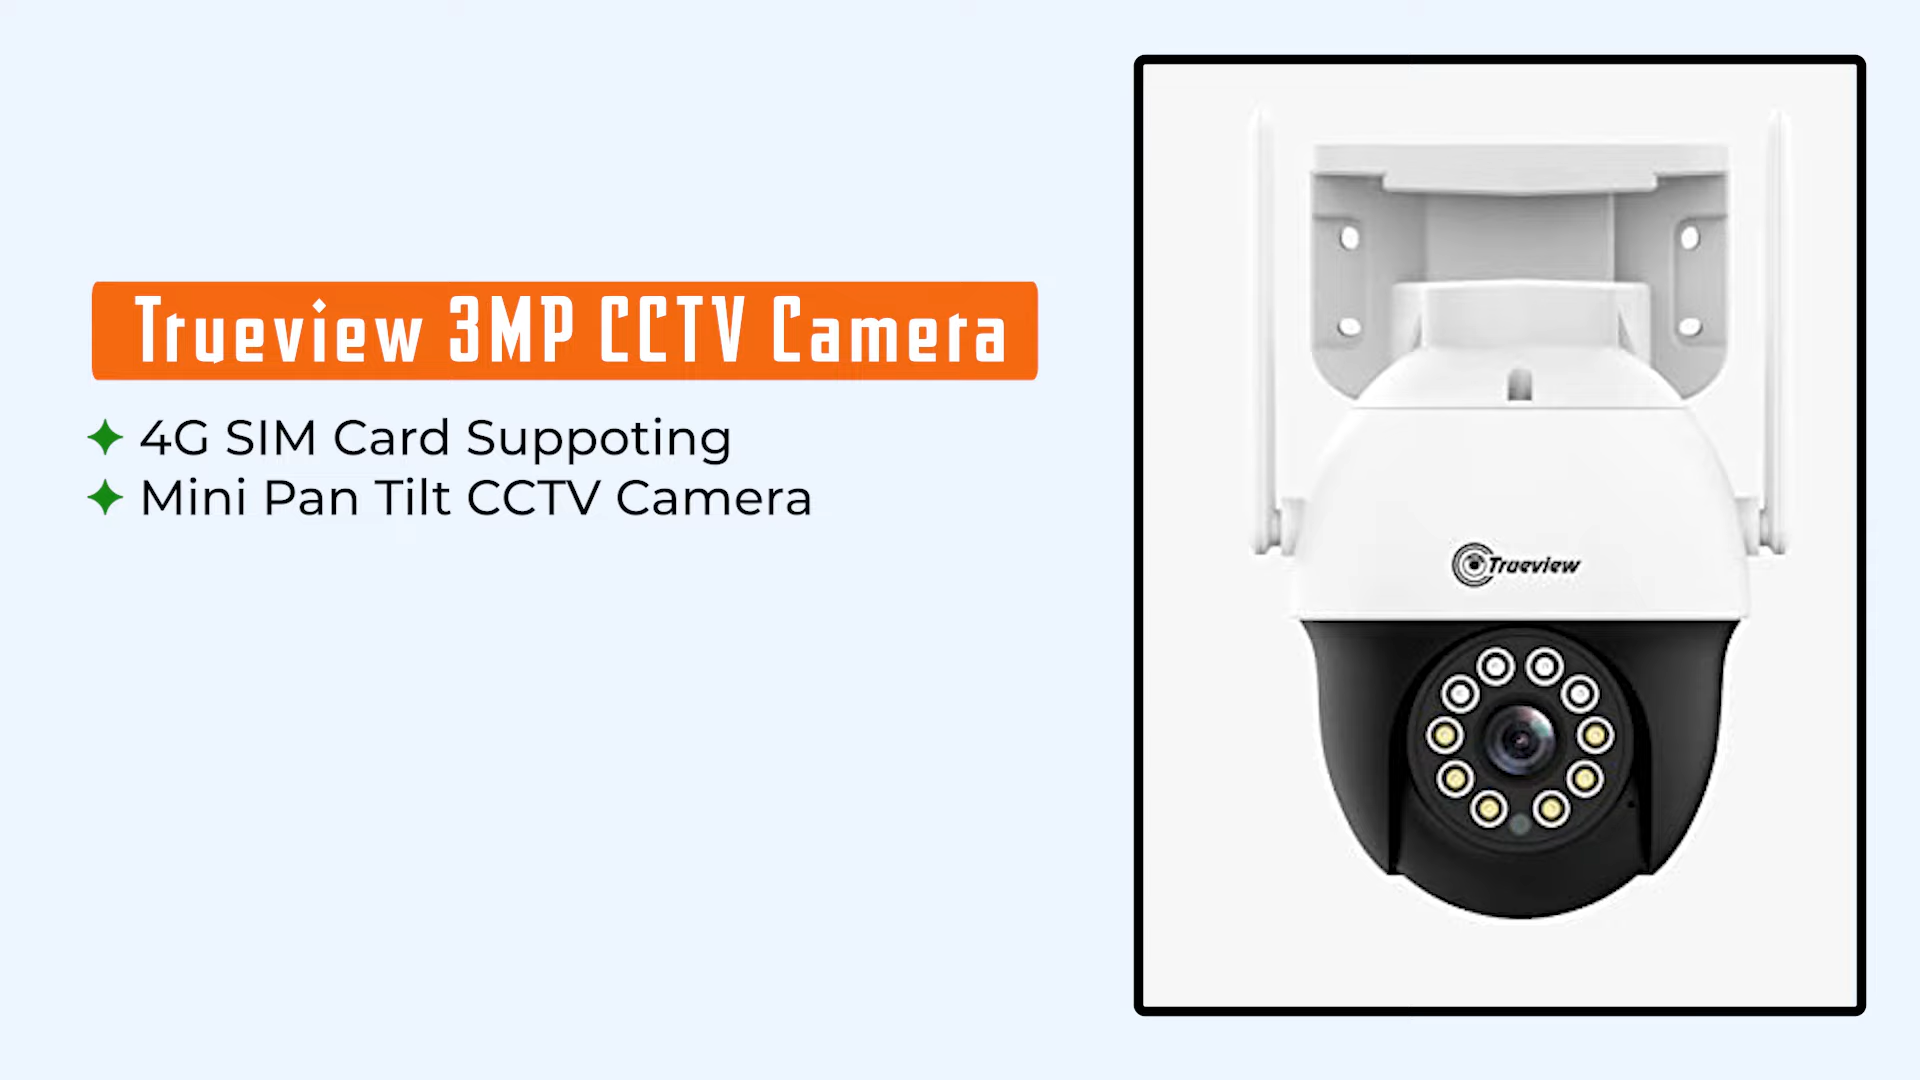 Trueview 3MP CCTV Camera
4G SIM Card Suppoting
Mini Pan Tilt CCTV Camera
Trueview